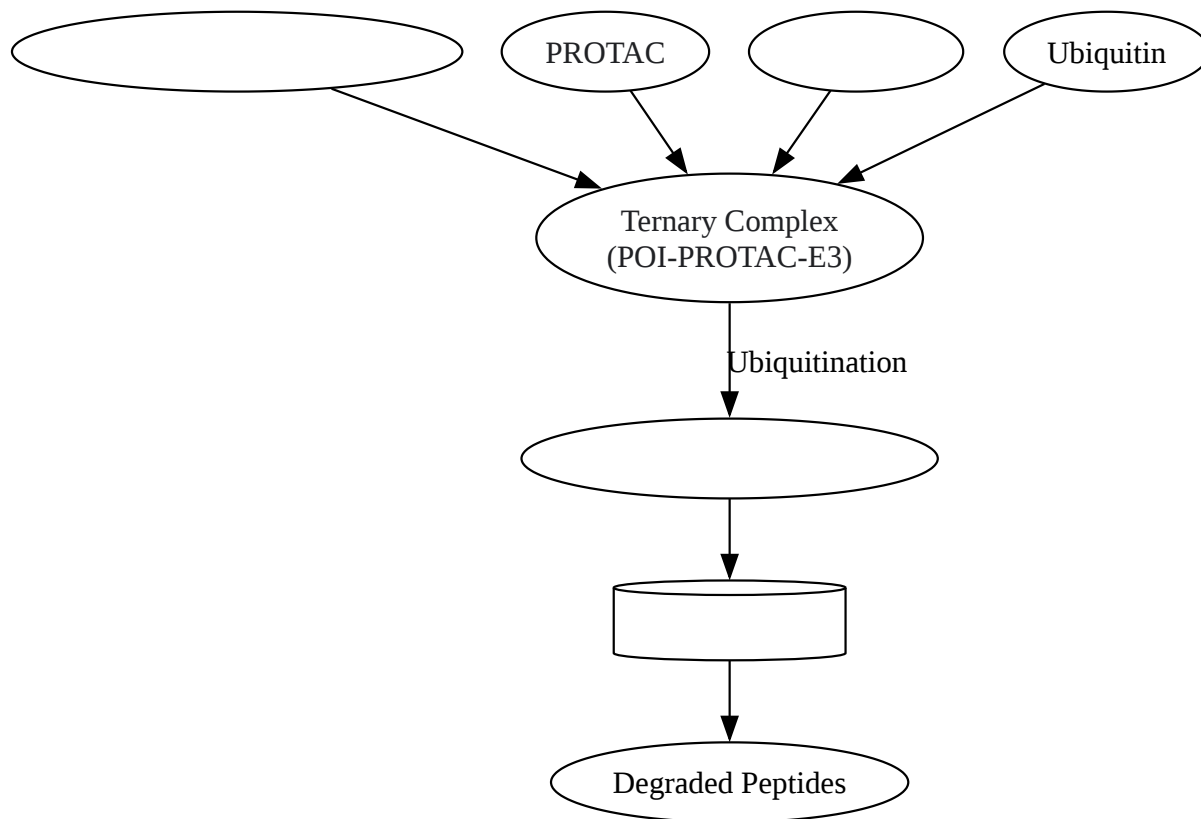 PROTAC
Ubiquitin
Ternary Complex
(POI-PROTAC-E3)
Ubiquitination
Degraded Peptides